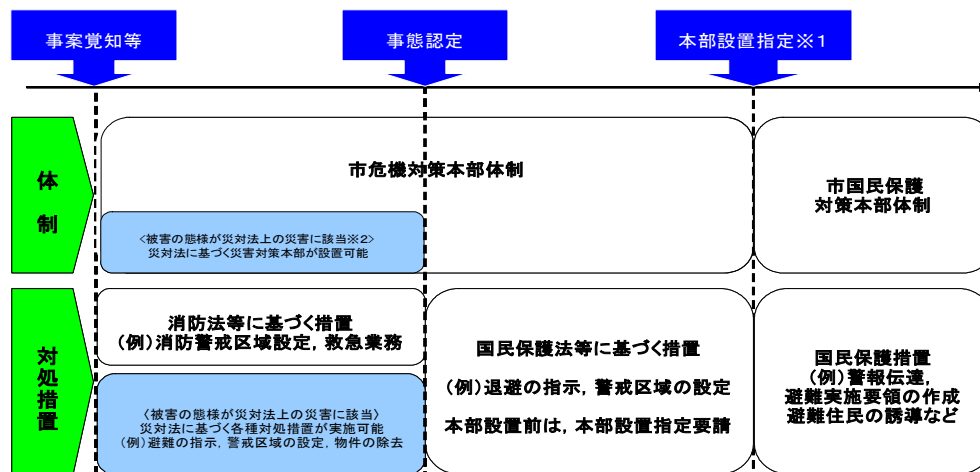 事案覚知等
事態認定
本部設置指定※1
体
制
市危機対策本部体制
<被害の態様が災対法上の災害に該当※2>
災対法に基づく災害対策本部が設置可能
市国民保護
対策本部体制
対
処
措
置
消防法等に基づく措置
(例)消防警戒区域設定，救急業務
〈被害の態様が災対法上の災害に該当〉
災対法に基づく各種対処措置が実施可能
(例)避難の指示，警戒区域の設定，物件の除去
国民保護法等に基づく措置
(例)退避の指示，警戒区域の設定
本部設置前は，本部設置指定要請
国民保護措置
(例)警報伝達，
避難実施要領の作成
避難住民の誘導など